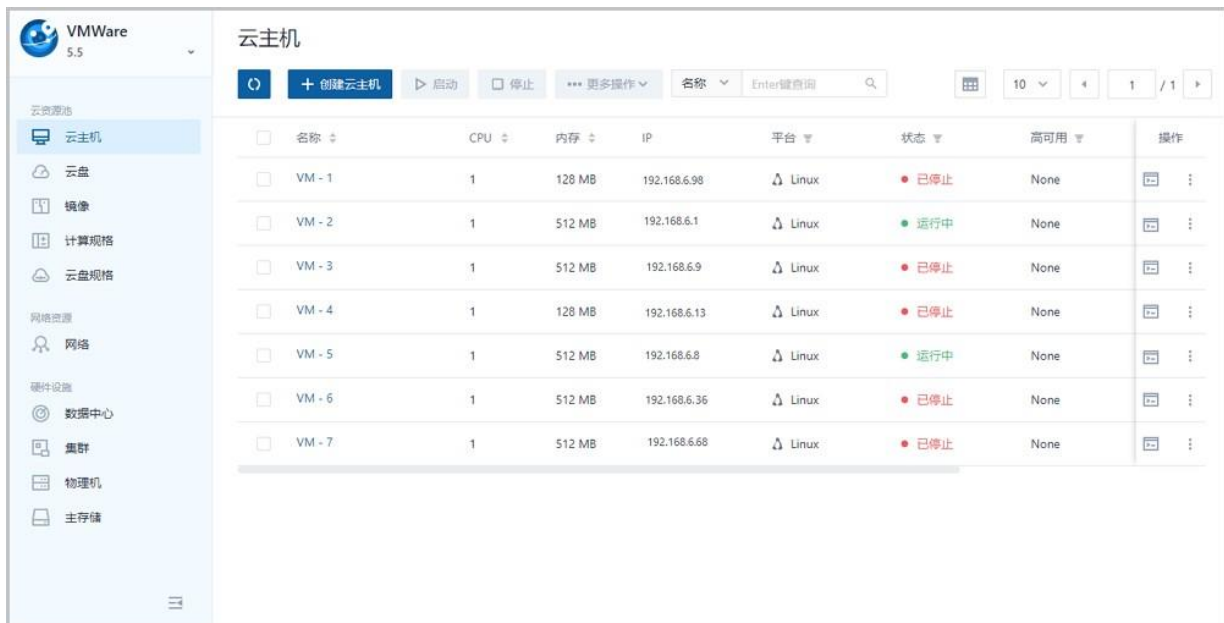 VMWare
5.5
云主机
创建云主机 启动 停止 ••• 更多操作 名称 Enter键查询 10 1 / 1
云资源池
云主机
云盘
镜像
计算规格
云盘规格
网络资源
网络
硬件设施
数据中心
集群
物理机
主存储
名称 CPU 内存 IP 平台 状态 高可用 操作
VM - 1 1 128 MB 192.168.6.98 Linux 已停止 None
VM - 2 1 512 MB 192.168.6.1 Linux 运行中 None
VM - 3 1 512 MB 192.168.6.9 Linux 已停止 None
VM - 4 1 128 MB 192.168.6.13 Linux 已停止 None
VM - 5 1 512 MB 192.168.6.8 Linux 运行中 None
VM - 6 1 512 MB 192.168.6.36 Linux 已停止 None
VM - 7 1 512 MB 192.168.6.68 Linux 已停止 None